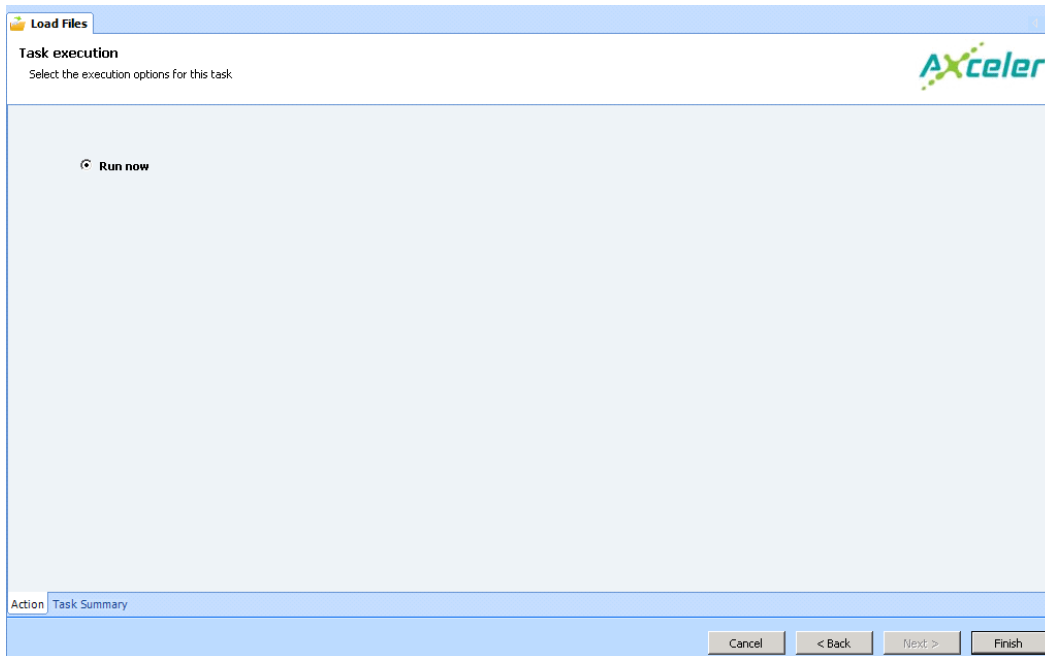 Load Files
Task execution
Select the execution options for this task
Axceler
Run now
Action Task Summary
Cancel < Back Next > Finish